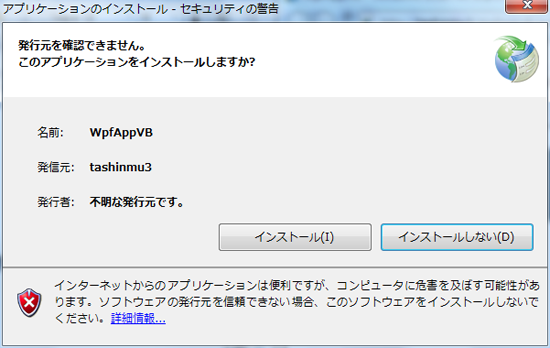 アプリケーションのインストール - セキュリティの警告
発行元を確認できません。
このアプリケーションをインストールしますか?
名前: WpfAppVB
発信元: tashinmu3
発行者: 不明な発行元です。
インストール(I) インストールしない(D)
インターネットからのアプリケーションは便利ですが、コンピュータに危害を及ぼす可能性があ
ります。ソフトウェアの発行元を信頼できない場合、このソフトウェアをインストールしないで
ください。詳細情報...